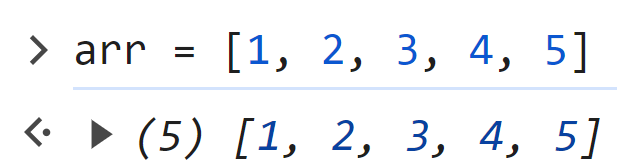 > arr = [1, 2, 3, 4, 5]
(5) [1, 2, 3, 4, 5]